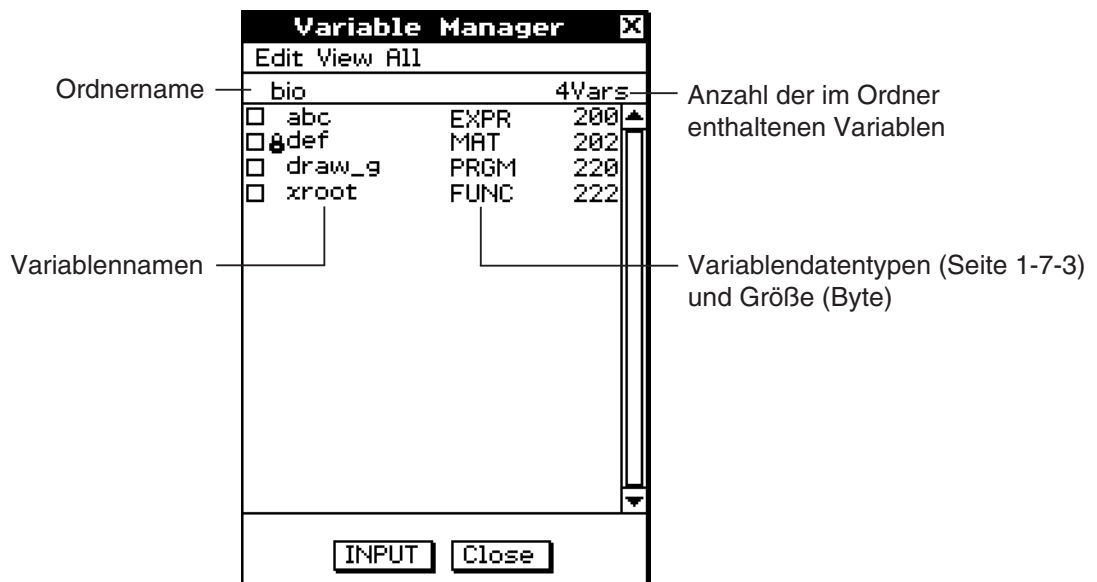 Variable Manager
Edit View All
Ordnername
bio 4Vars
Anzahl der im Ordner
enthaltenen Variablen
abc EXPR 200
def MAT 202
draw_g PRGM 220
xroot FUNC 222
Variablennamen
Variablendatentypen (Seite 1-7-3)
und Größe (Byte)
INPUT Close